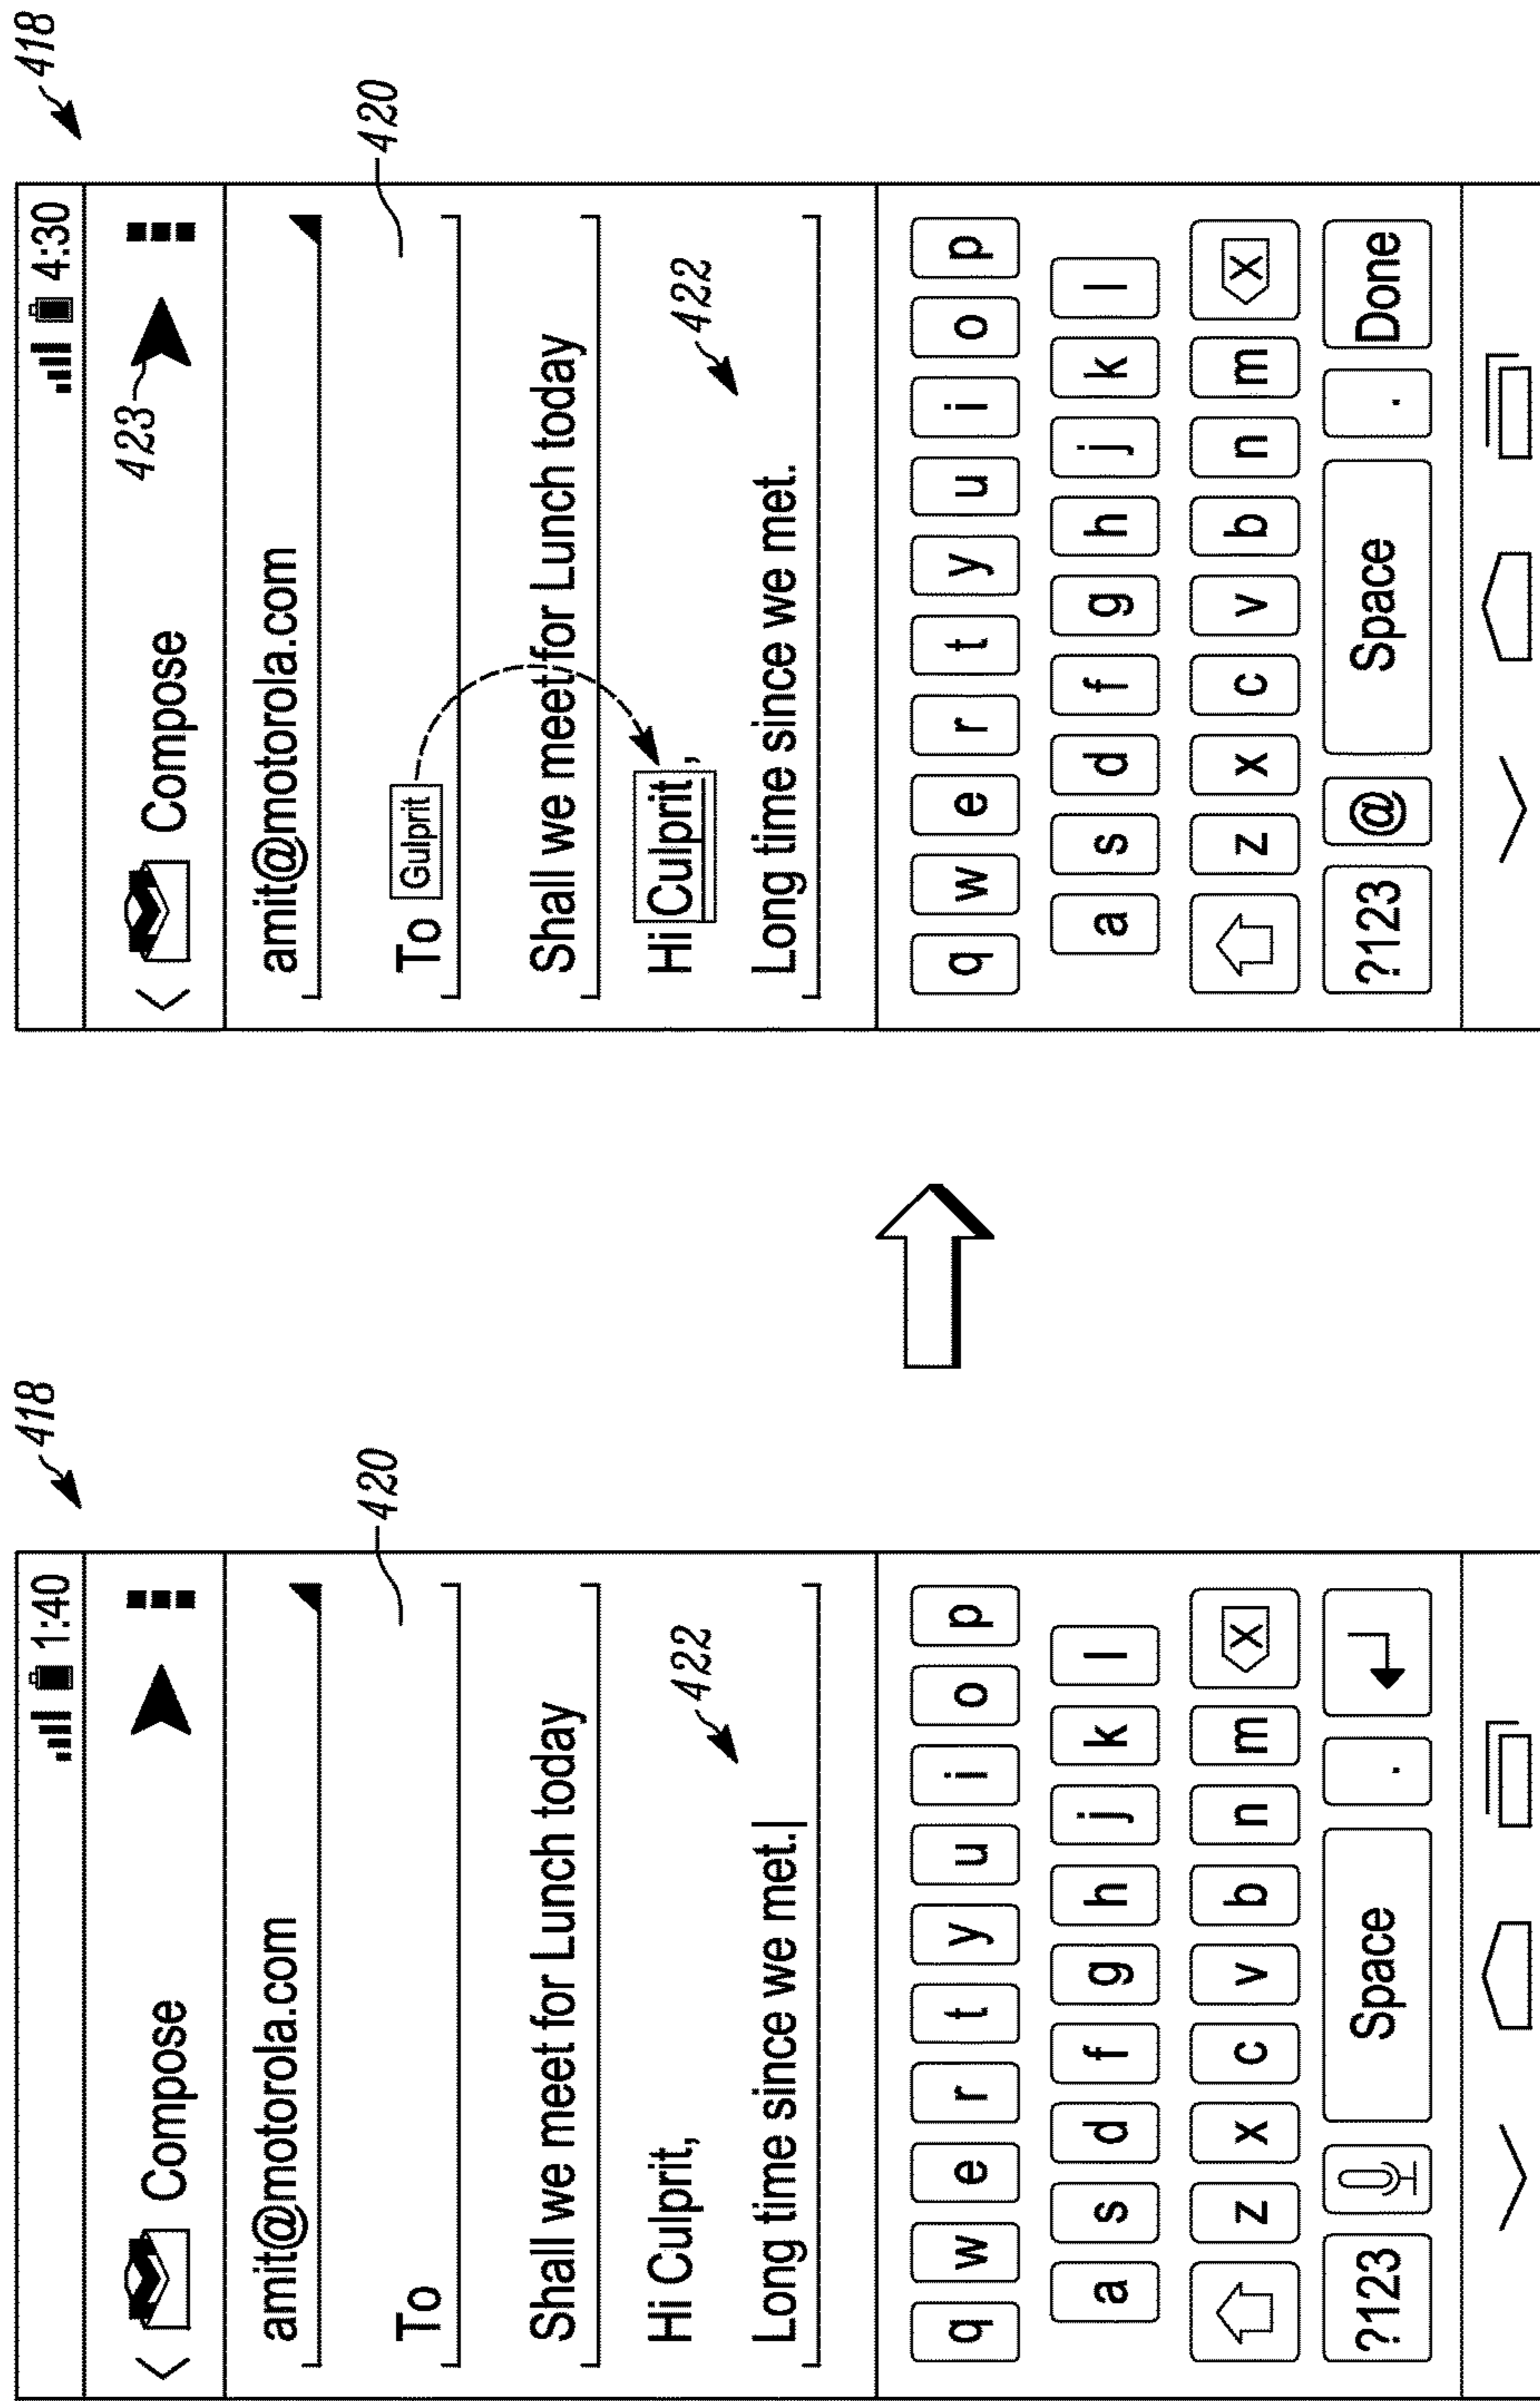 418
1:40
Compose
amit@motorola.com
To
420
Shall we meet for Lunch today
Hi Culprit,
422
Long time since we met.
q w e r t y u i o p
a s d f g h j k l
z x c v b n m X
?123 Space .
418
4:30
Compose
423
amit@motorola.com
To Gulprit
420
Shall we meet for Lunch today
Hi Culprit ,
422
Long time since we met.
q w e r t y u i o p
a s d f g h j k l
z x c v b n m X
?123 @ Space . Done